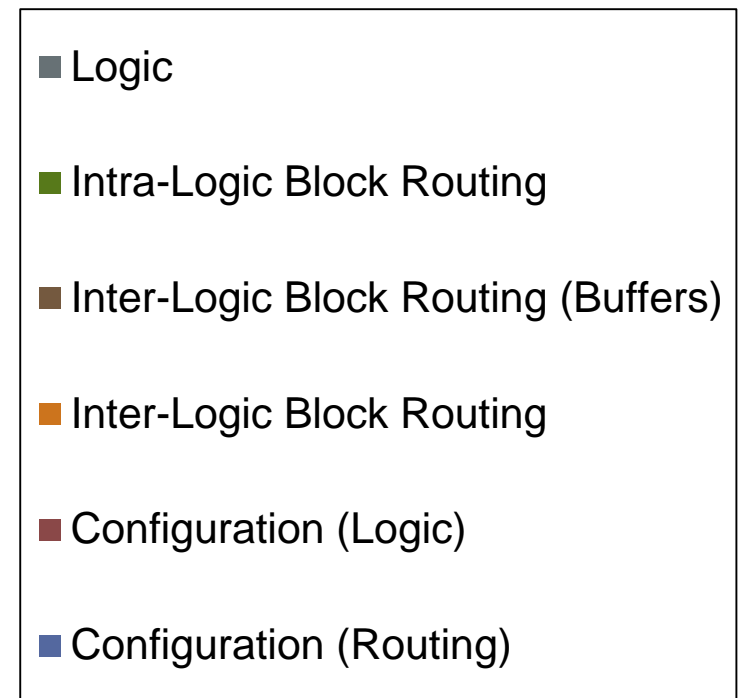 Logic
Intra-Logic Block Routing
Inter-Logic Block Routing (Buffers)
Inter-Logic Block Routing
Configuration (Logic)
Configuration (Routing)